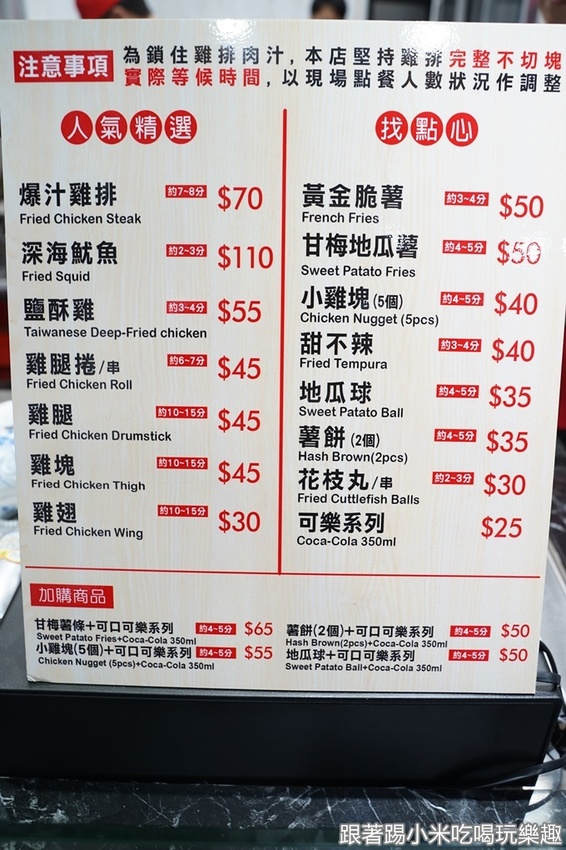 注意事項
為鎖住雞排肉汁,本店堅持雞排完整不切塊
實際等候時間,以現場點餐人數狀況作調整
人氣精選
爆汁雞排 約7~8分 $70
Fried Chicken Steak
深海魷魚 約2~3分 $110
Fried Squid
鹽酥雞 約3~4分 $55
Taiwanese Deep-Fried chicken
雞腿捲/串 約6~7分 $45
Fried Chicken Roll
雞腿 約10~15分 $45
Fried Chicken Drumstick
雞塊 約10~15分 $45
Fried Chicken Thigh
雞翅 約10~15分 $30
Fried Chicken Wing
找點心
黃金脆薯 約3~4分 $50
French Fries
甘梅地瓜薯 約4~5分 $50
Sweet Patato Fries
小雞塊(5個) 約4~5分 $40
Chicken Nugget (5pcs)
甜不辣 約3~4分 $40
Fried Tempura
地瓜球 約4~5分 $35
Sweet Patato Ball
薯餅(2個) 約4~5分 $35
Hash Brown(2pcs)
花枝丸/串 約2~3分 $30
Fried Cuttlefish Balls
可樂系列 $25
Coca-Cola 350ml
加購商品
甘梅薯條+可口可樂系列 約4~5分 $65
Sweet Patato Fries+Coca-Cola 350ml
小雞塊(5個)+可口可樂系列 約4~5分 $55
Chicken Nugget (5pcs)+Coca-Cola 350ml
薯餅(2個)+可口可樂系列 約4~5分 $50
Hash Brown(2pcs)+Coca-Cola 350ml
地瓜球+可口可樂系列 約4~5分 $50
Sweet Patato Ball+Coca-Cola 350ml
跟著踢小米吃喝玩樂趣